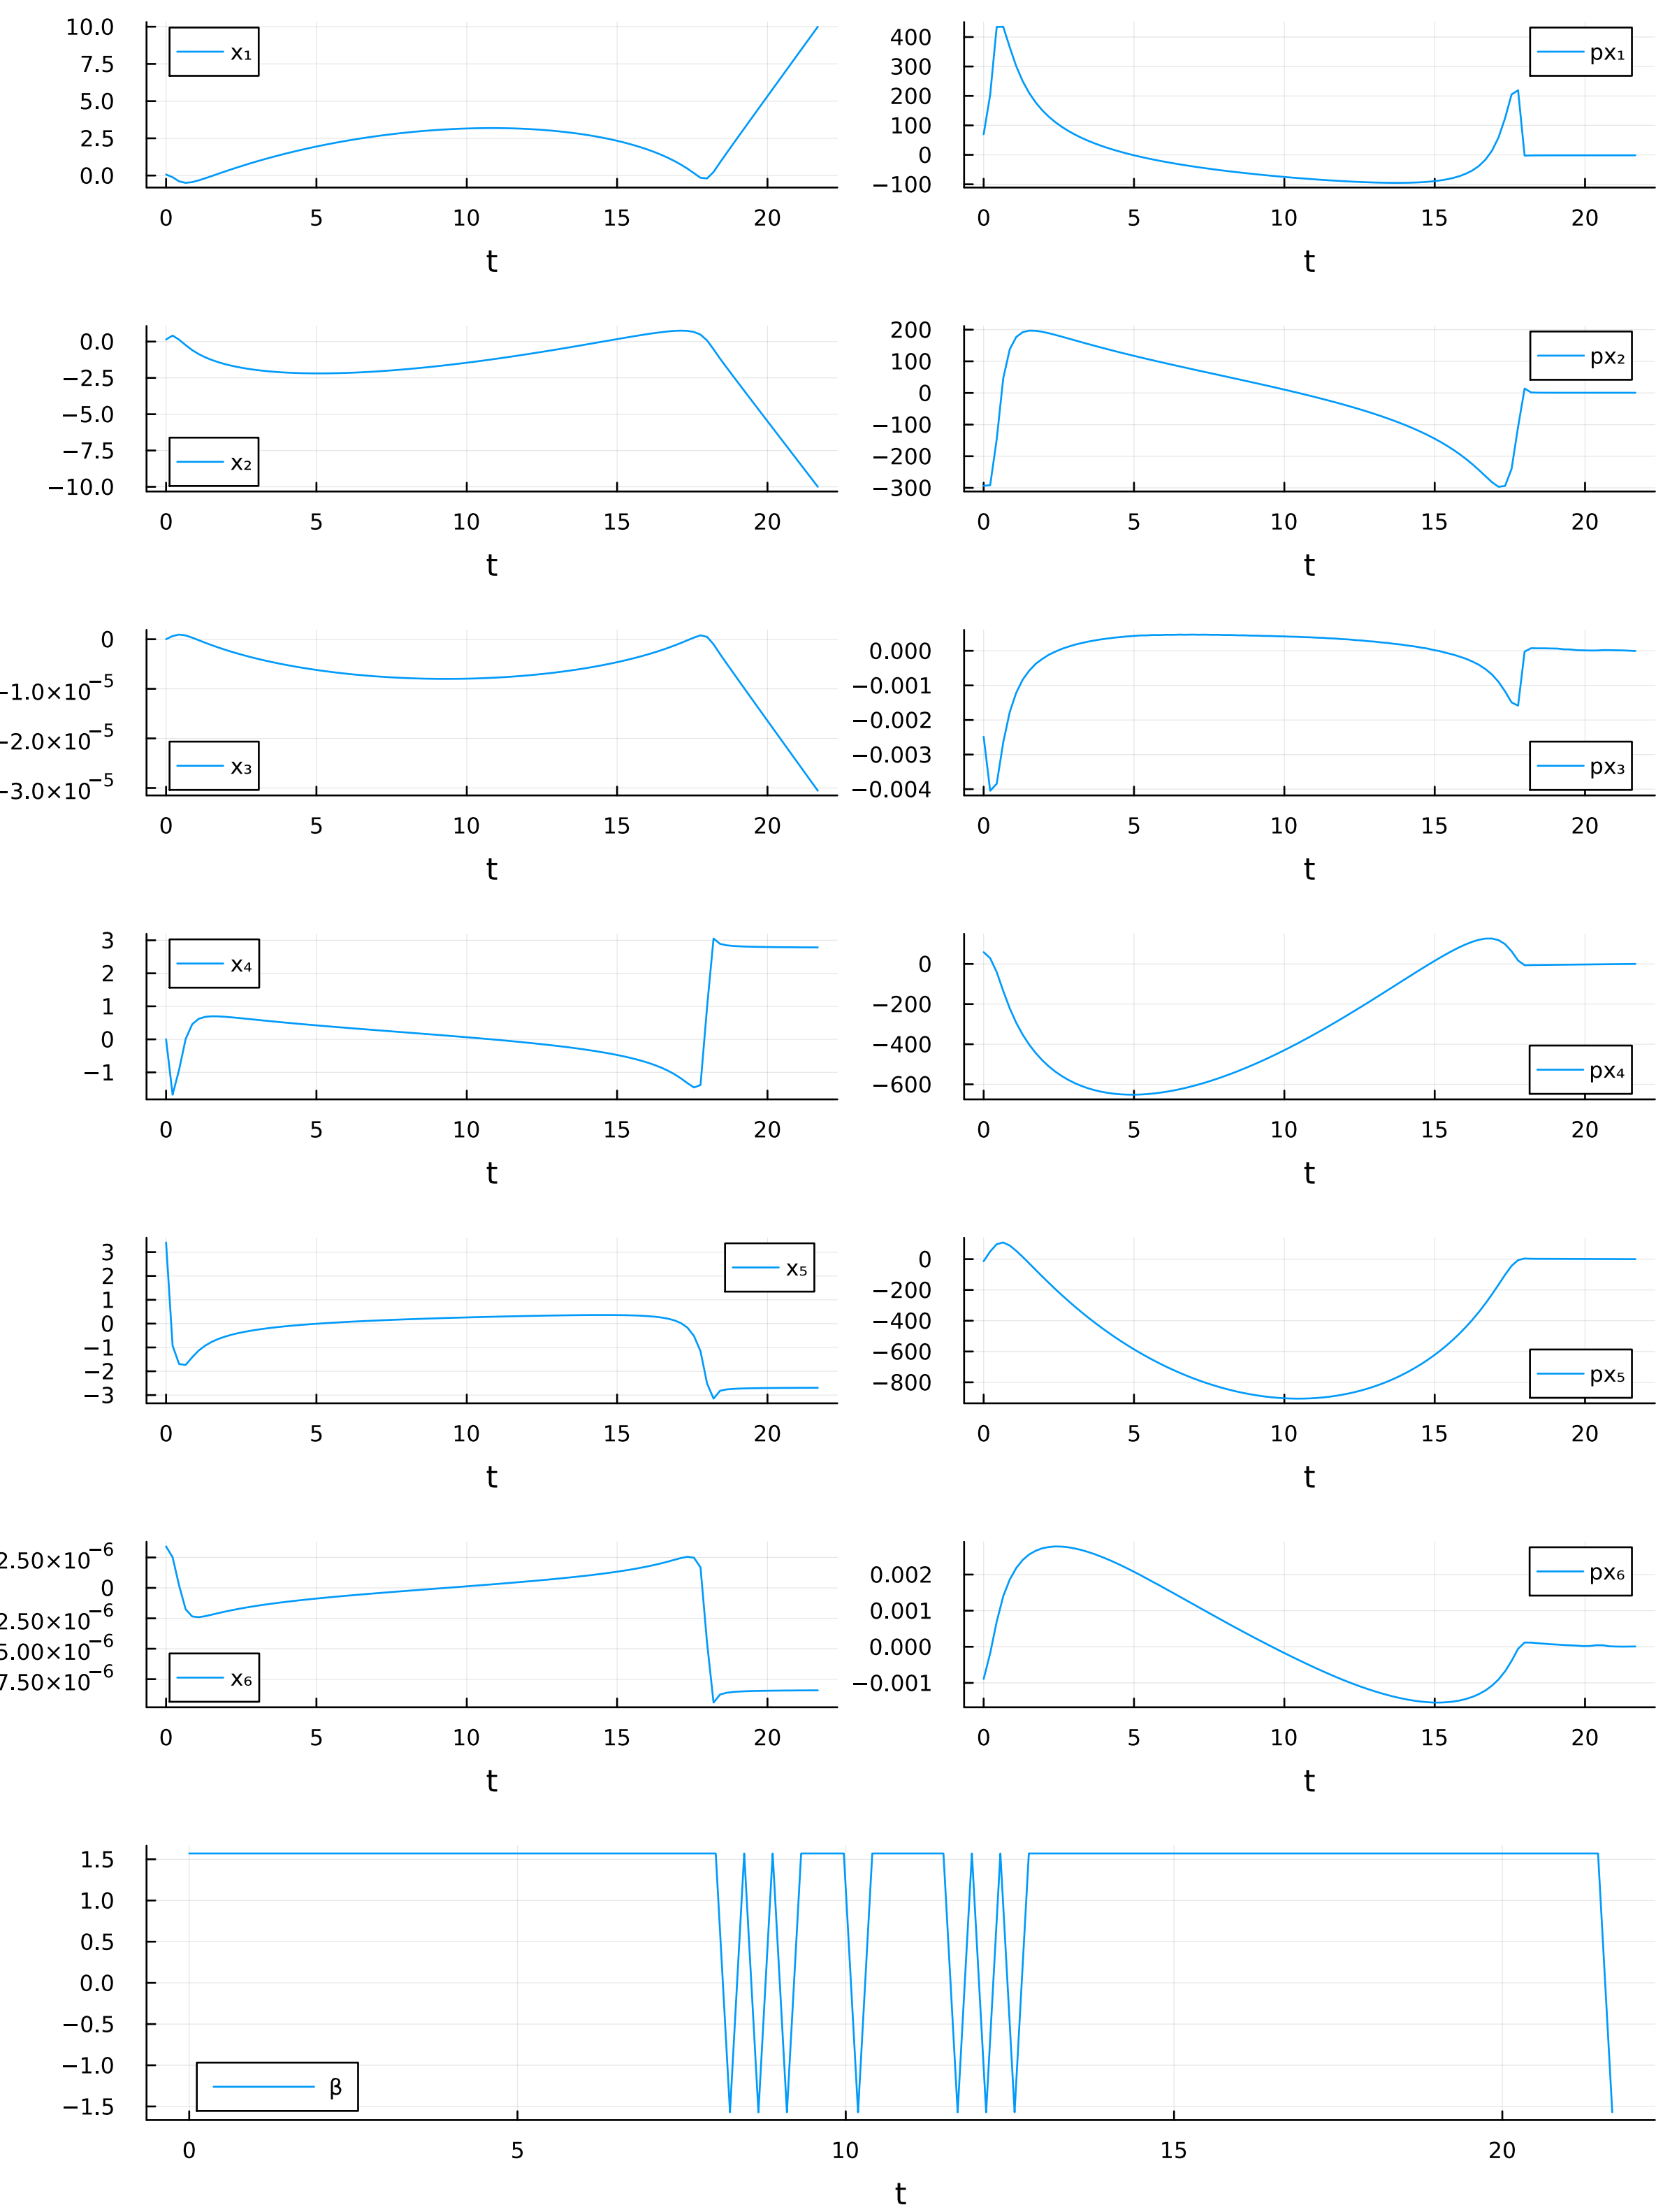 10.0
7.5
5.0
2.5
0.0
x₁
0 5 10 15 20
t
400
300
200
100
0
−100
px₁
0 5 10 15 20
t
0.0
−2.5
−5.0
−7.5
−10.0
x₂
0 5 10 15 20
t
200
100
0
−100
−200
−300
px₂
0 5 10 15 20
t
0
−1.0×10⁻⁵
−2.0×10⁻⁵
−3.0×10⁻⁵
x₃
0 5 10 15 20
t
0.000
−0.001
−0.002
−0.003
−0.004
px₃
0 5 10 15 20
t
3
2
1
0
−1
x₄
0 5 10 15 20
t
0
−200
−400
−600
px₄
0 5 10 15 20
t
3
2
1
0
−1
−2
−3
x₅
0 5 10 15 20
t
0
−200
−400
−600
−800
px₅
0 5 10 15 20
t
2.50×10⁻⁶
0
2.50×10⁻⁶
5.00×10⁻⁶
7.50×10⁻⁶
x₆
0 5 10 15 20
t
0.002
0.001
0.000
−0.001
px₆
0 5 10 15 20
t
1.5
1.0
0.5
0.0
−0.5
−1.0
−1.5
β
0 5 10 15 20
t